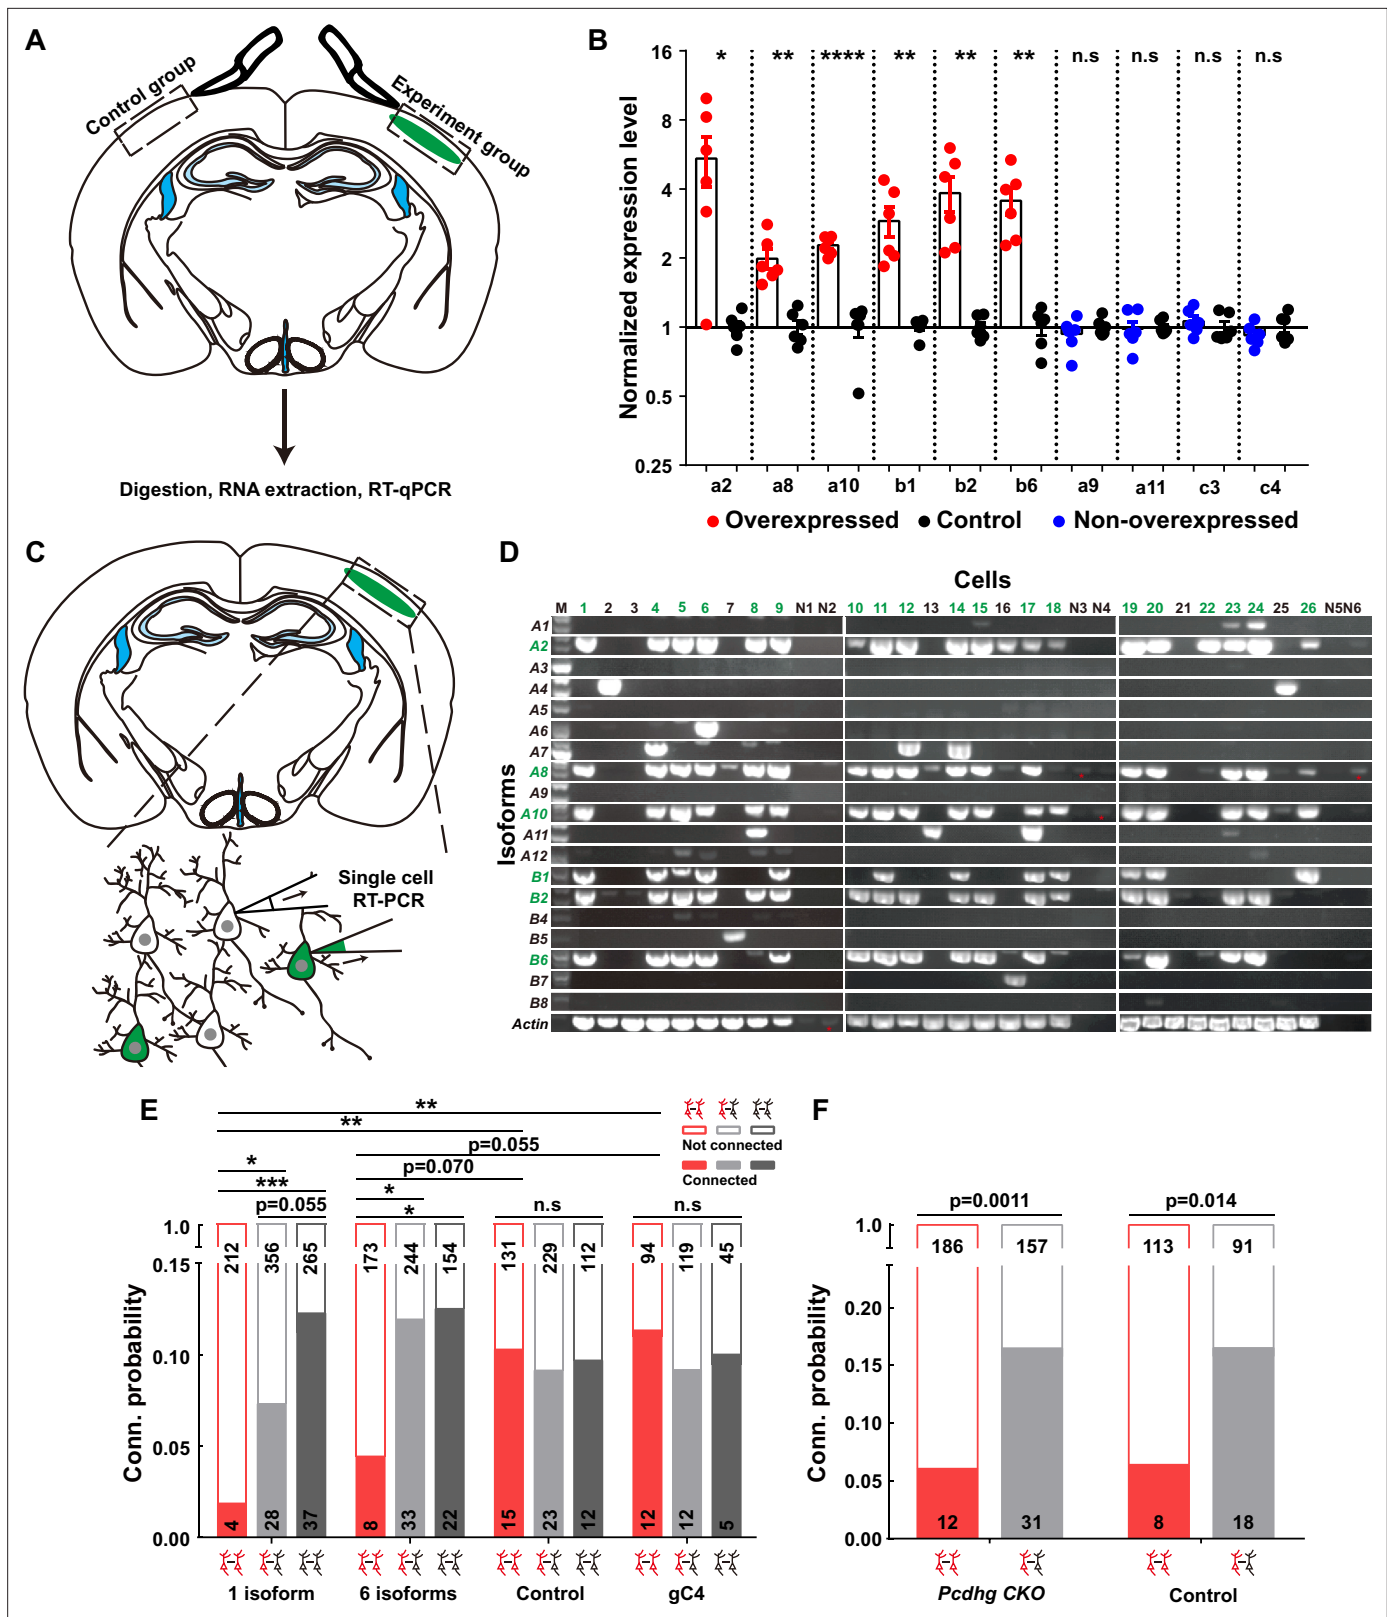 A
Control group
Experiment group
Digestion, RNA extraction, RT-qPCR
B
Normalized expression level
16
8
4
2
1
0.5
0.25
* ** **** ** ** ** n.s n.s n.s n.s
a2 a8 a10 b1 b2 b6 a9 a11 c3 c4
Overexpressed Control Non-overexpressed
C
Single cell
RT-PCR
D
Cells
M 1 2 3 4 5 6 7 8 9 N1 N2 10 11 12 13 14 15 16 17 18 N3 N4 19 20 21 22 23 24 25 26 N5 N6
Isoforms
A1
A2
A3
A4
A5
A6
A7
A8
A9
A10
A11
A12
B1
B2
B4
B5
B6
B7
B8
Actin
E
**
**
p=0.055
* p=0.070
*** *
p=0.055 * n.s n.s
Not connected
Connected
Conn. probability
1.0
0.15
0.10
0.05
0.00
212 356 265 173 244 154 131 229 112 94 119 45
4 28 37 8 33 22 15 23 12 12 12 5
1 isoform 6 isoforms Control gC4
F
p=0.0011 p=0.014
Conn. probability
1.0
0.20
0.15
0.10
0.05
0.00
186 157 113 91
12 31 8 18
Pcdhg CKO Control